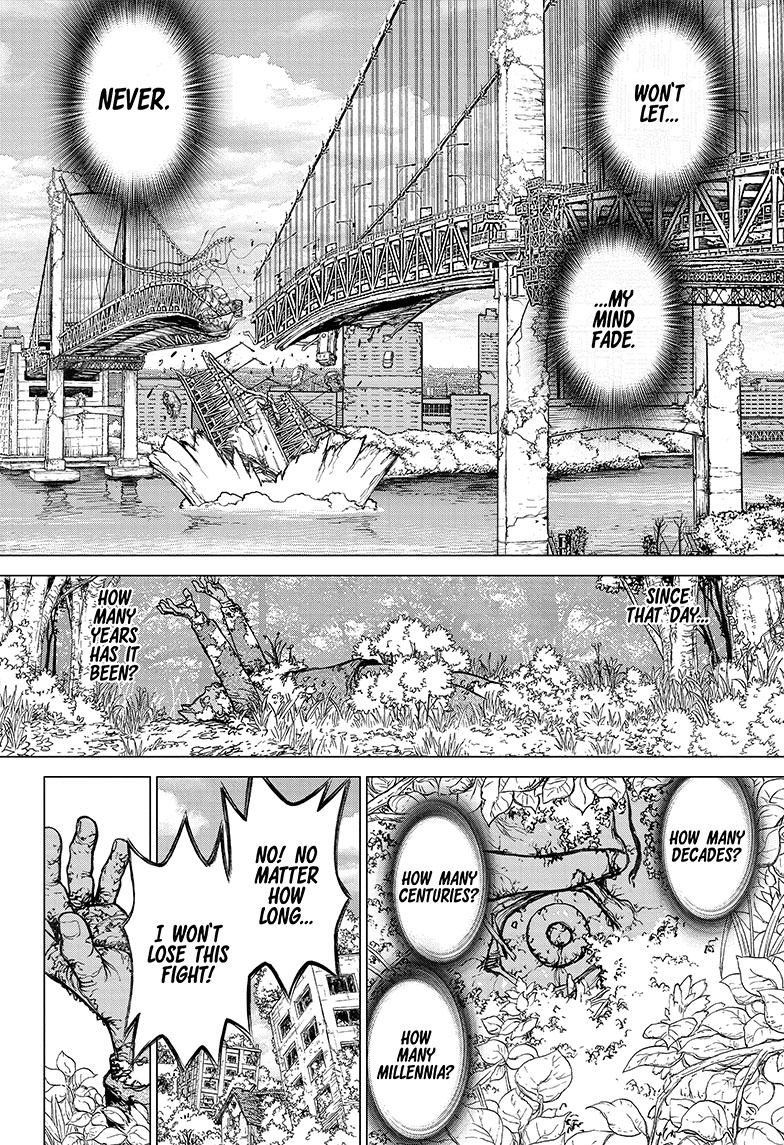 WON'T
LET...
...MY
MIND
FADE.
NEVER.
SINCE
THAT DAY...
HOW
MANY
YEARS
HAS IT
BEEN?
HOW MANY
DECADES?
HOW MANY
CENTURIES?
HOW
MANY
MILLENNIA?
NO! NO
MATTER
HOW
LONG...
I WON'T
LOSE THIS
FIGHT!